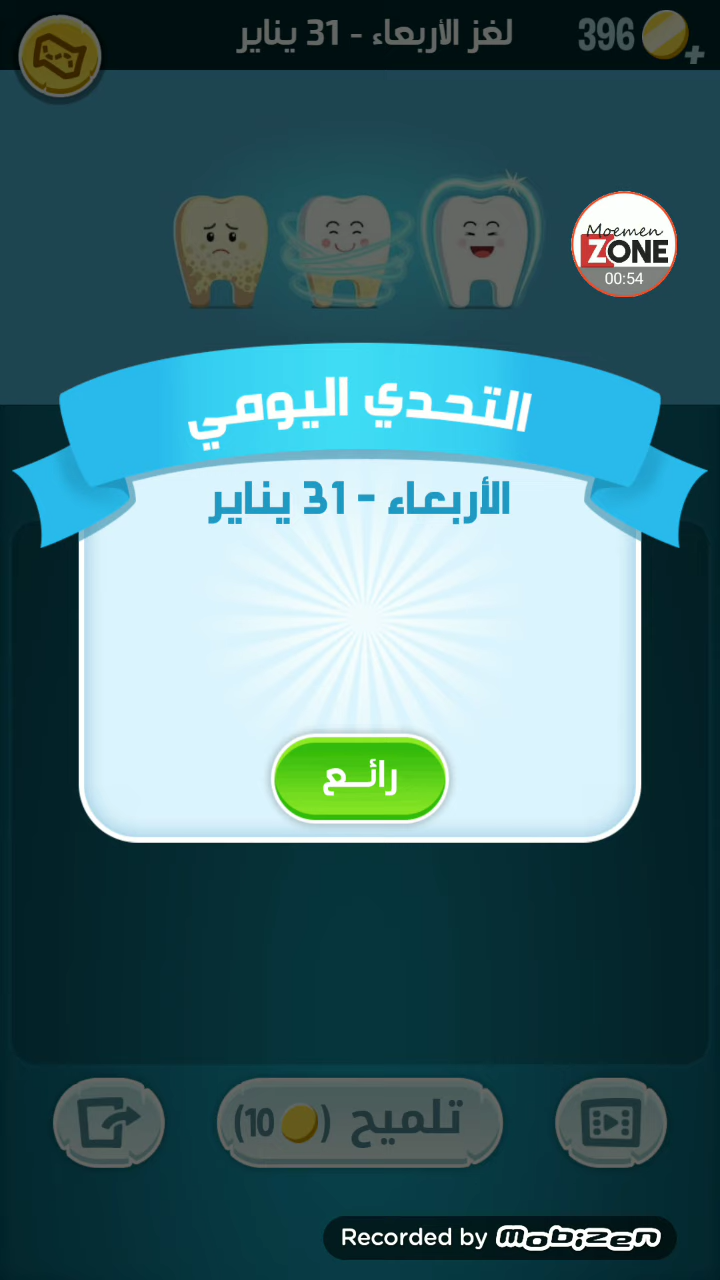 لغز الأربعاء - 31 يناير
396
+
Moemen
ZONE
00:54
التحدي اليومي
الأربعاء - 31 يناير
رائـع
تلميح (10)
Recorded by mobizen